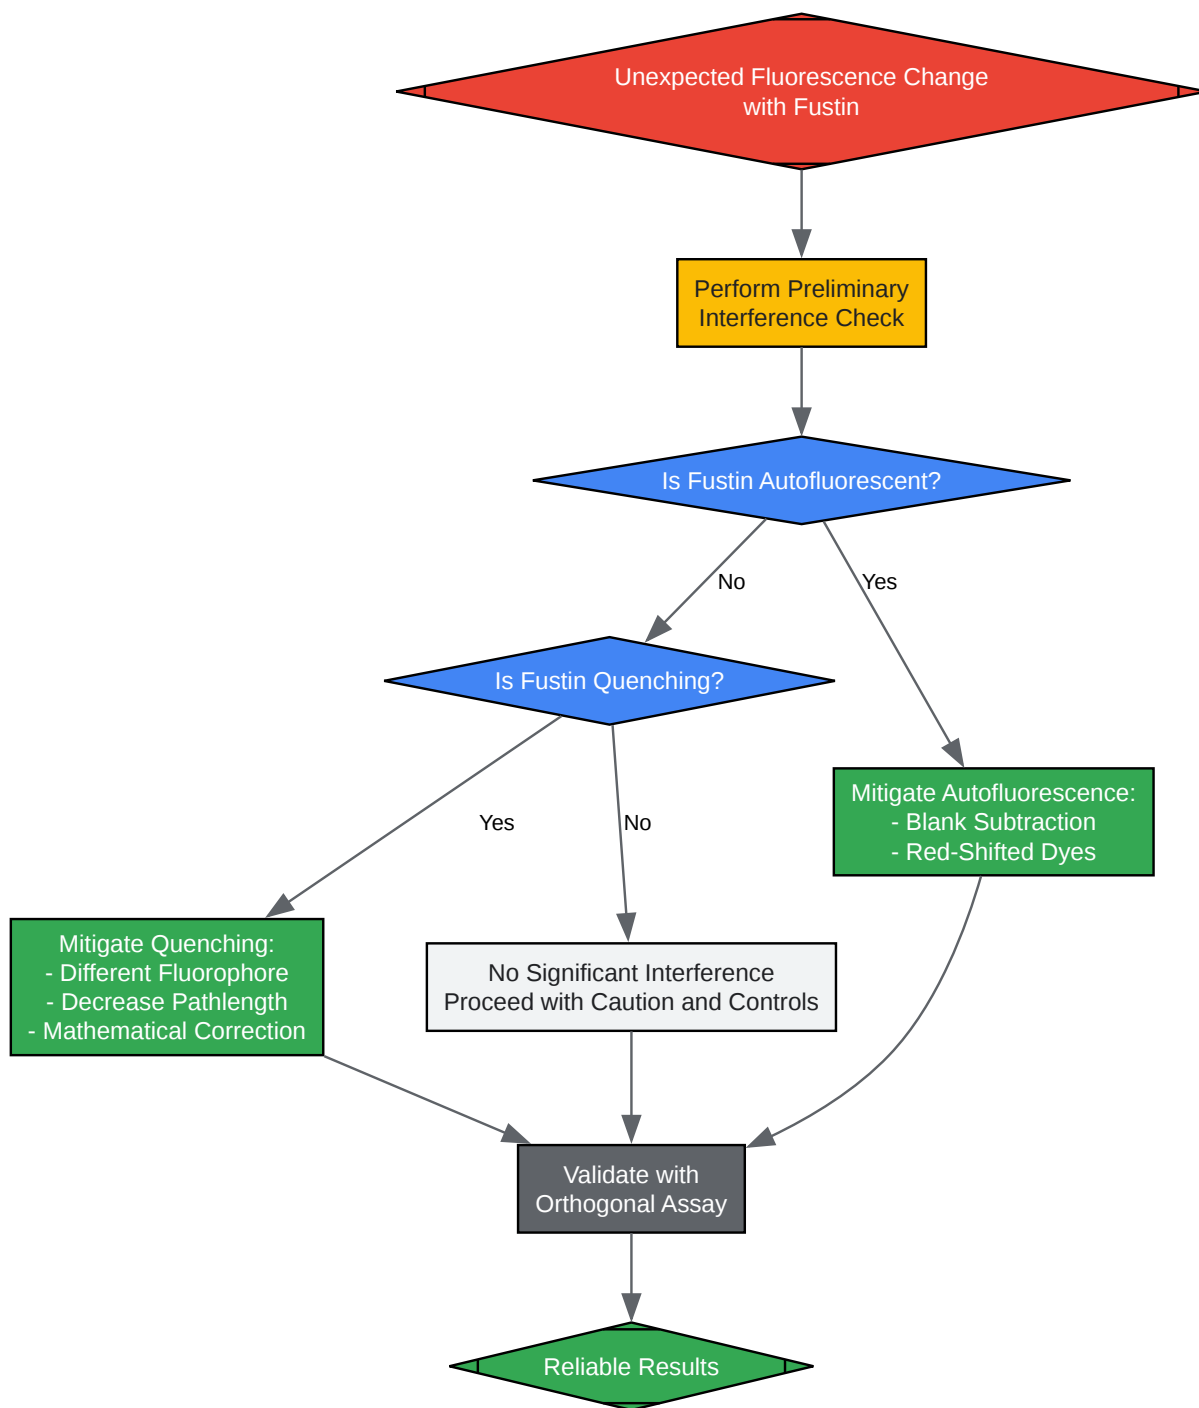 Unexpected Fluorescence Change
with Fustin
Perform Preliminary
Interference Check
Is Fustin Autofluorescent?
No
Yes
Is Fustin Quenching?
Yes
No
Mitigate Autofluorescence:
- Blank Subtraction
- Red-Shifted Dyes
Mitigate Quenching:
- Different Fluorophore
- Decrease Pathlength
- Mathematical Correction
No Significant Interference
Proceed with Caution and Controls
Validate with
Orthogonal Assay
Reliable Results